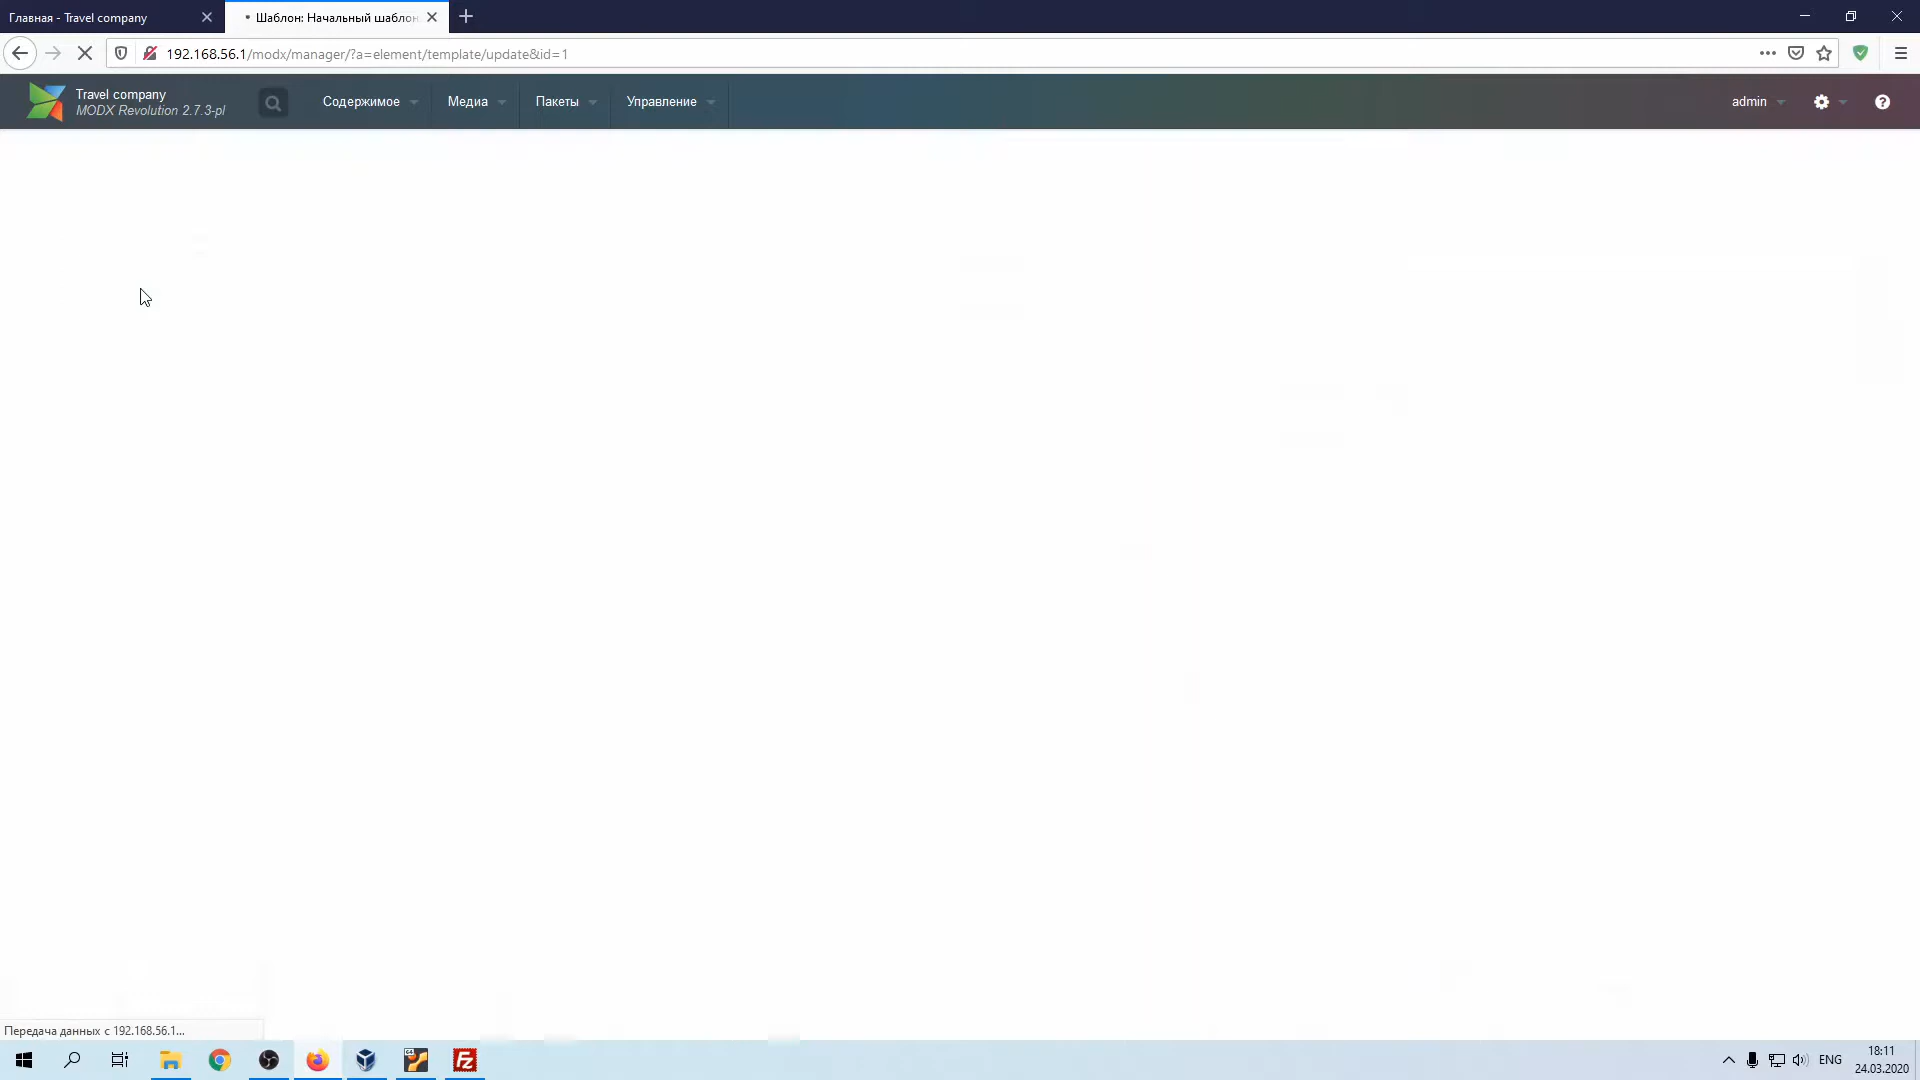 Главная - Travel company
Шаблон: Начальный шаблон
192.168.56.1/modx/manager/?a=element/template/update&id=1
Travel company
MODX Revolution 2.7.3-pl
Содержимое
Медиа
Пакеты
Управление
admin
Передача данных с 192.168.56.1...
64
FZ
ENG
18:11
24.03.2020